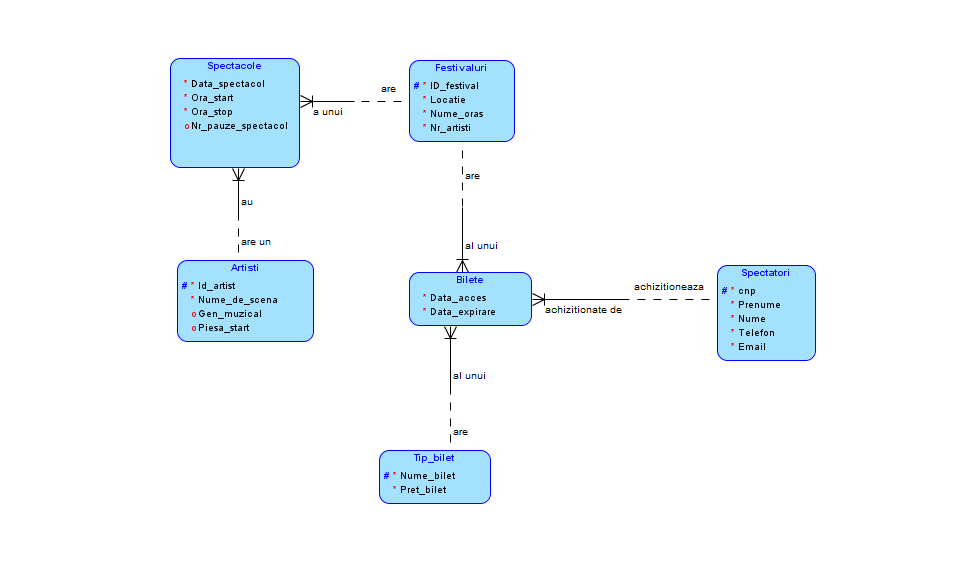 Spectacole
* Data_spectacol
* Ora_start
* Ora_stop
o Nr_pauze_spectacol
are
a unui
Festivaluri
# * ID_festival
* Locatie
* Nume_oras
* Nr_artisti
au
are un
are
al unui
Artisti
# * Id_artist
* Nume_de_scena
o Gen_muzical
o Piesa_start
Bilete
* Data_acces
* Data_expirare
achizitioneaza
achizitionate de
Spectatori
# * cnp
* Prenume
* Nume
* Telefon
* Email
al unui
are
Tip_bilet
# * Nume_bilet
* Pret_bilet